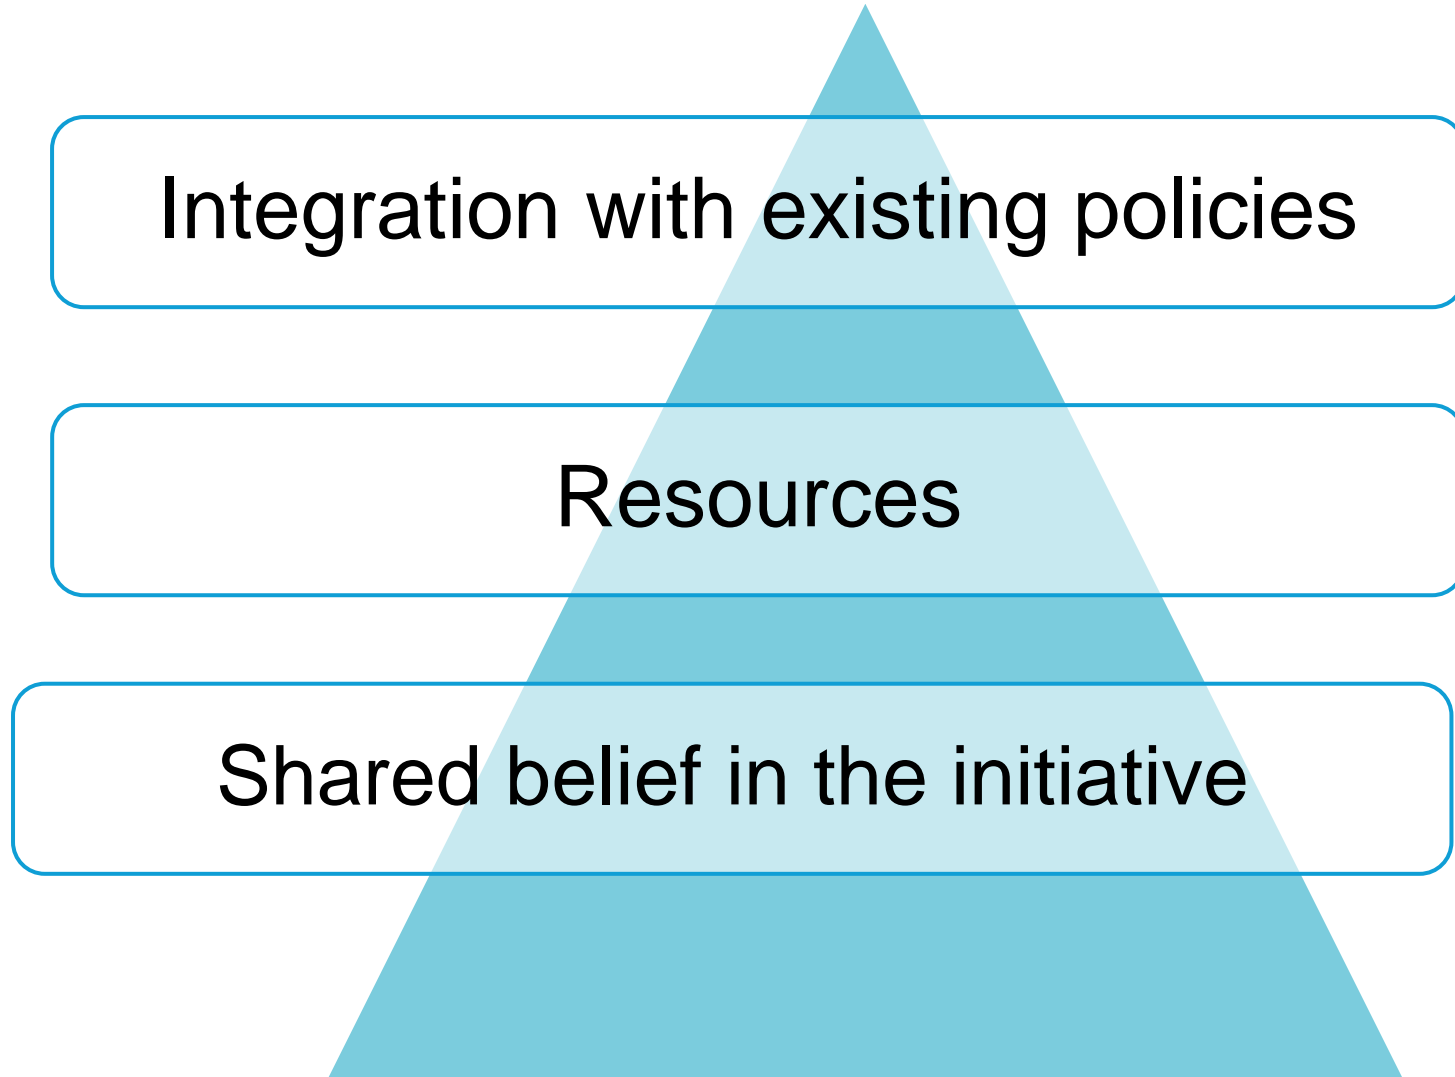 Integration with existing policies
Resources
Shared belief in the initiative